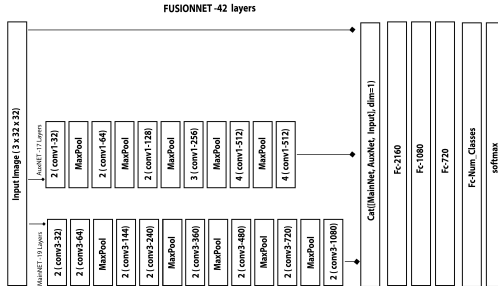 FUSIONNET -42 layers
Input Image ( 3 x 32 x 32)
AuxNET -17 Layers
2 ( conv1-32)
MaxPool
2 ( conv1-64)
MaxPool
2 ( conv1-128)
MaxPool
3 ( conv1-256)
MaxPool
4 ( conv1-512)
MaxPool
4 ( conv1-512)
MainNET -19 Layers
2 ( conv3-32)
2 ( conv3-64)
MaxPool
2 ( conv3-144)
2 ( conv3-240)
MaxPool
2 ( conv3-360)
MaxPool
2 ( conv3-480)
MaxPool
2 ( conv3-720)
MaxPool
2 ( conv3-1080)
Cat([MainNet, AuxNet, Input], dim=1)
Fc-2160
Fc-1080
Fc-720
Fc-Num_Classes
softmax